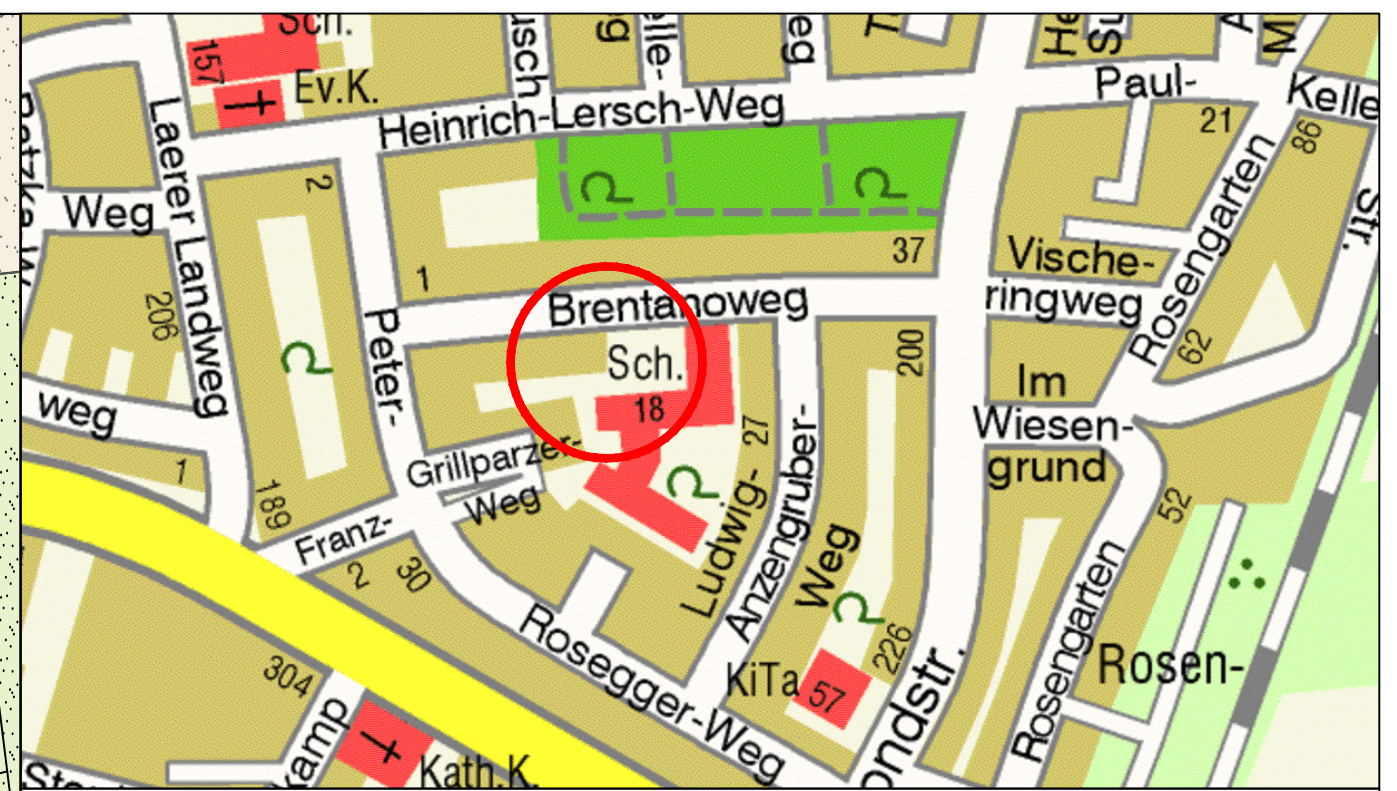 Sch.
157
Ev.K.
Heinrich-Lersch-Weg
Paul-
21
86
Laerer Landweg
2
Weg
206
1
37
Brentanoweg
Sch.
18
Peter-
200
Vische-
ringweg
Rosengarten
62
Str.
Im
Wiesen-
grund
weg
1
189
Grillparzer-
Weg
Franz-
2
30
27
Ludwig-
Anzengruber-
Weg
52
Rosegger-Weg
226
KiTa
57
Rosengarten
Rosen-
304
Kath.K.